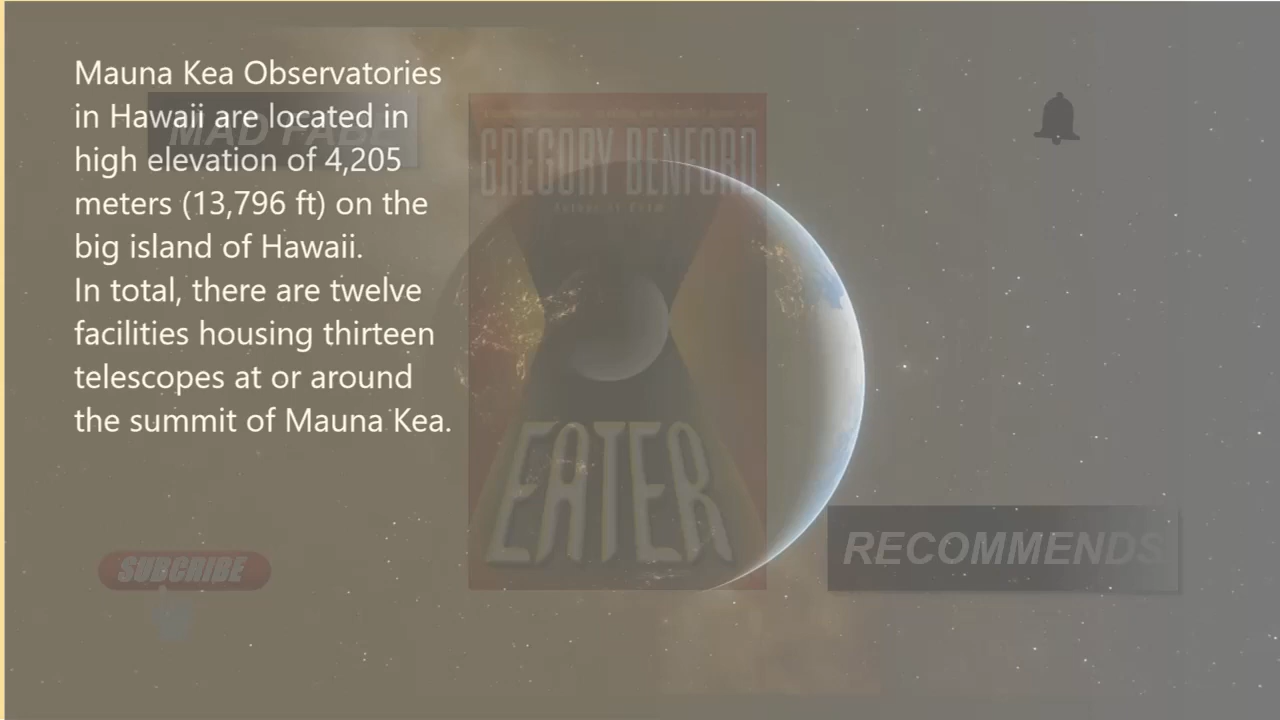 Mauna Kea Observatories
in Hawaii are located in
high elevation of 4,205
meters (13,796 ft) on the
big island of Hawaii.
In total, there are twelve
facilities housing thirteen
telescopes at or around
the summit of Mauna Kea.
MAD FABE
GREGORY BENFORD
EATER
RECOMMENDS
SUBCRIBE